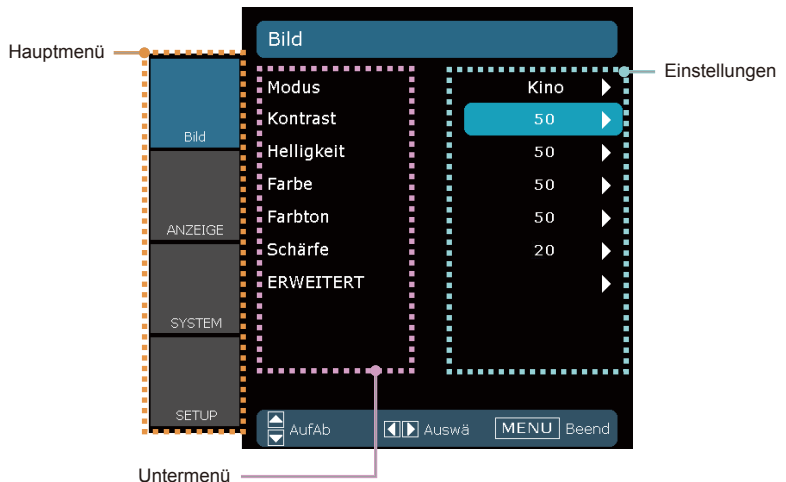 Bild
Hauptmenü
Einstellungen
Modus Kino
Kontrast 50
Bild
Helligkeit 50
Farbe 50
Farbton 50
ANZEIGE
Schärfe 20
ERWEITERT
SYSTEM
SETUP
AufAb Auswä MENU Beend
Untermenü